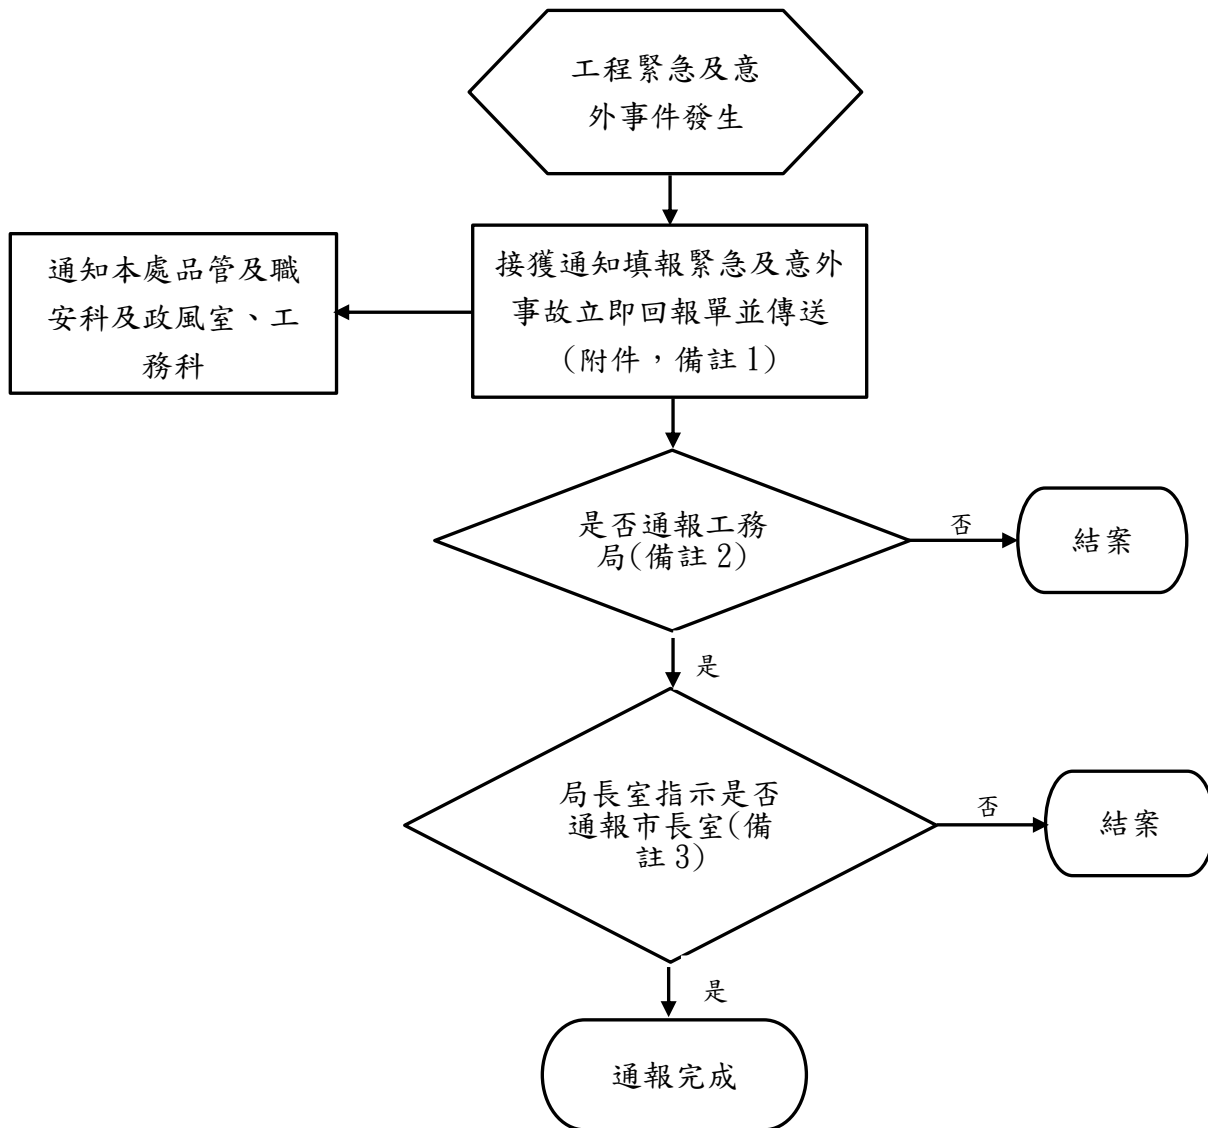 工程緊急及意
外事件發生
接獲通知填報緊急及意外
事故立即回報單並傳送
(附件，備註1)
通知本處品管及職
安科及政風室、工
務科
是否通報工務
局(備註2)
否
結案
是
局長室指示是否
通報市長室(備
註3)
否
結案
是
通報完成